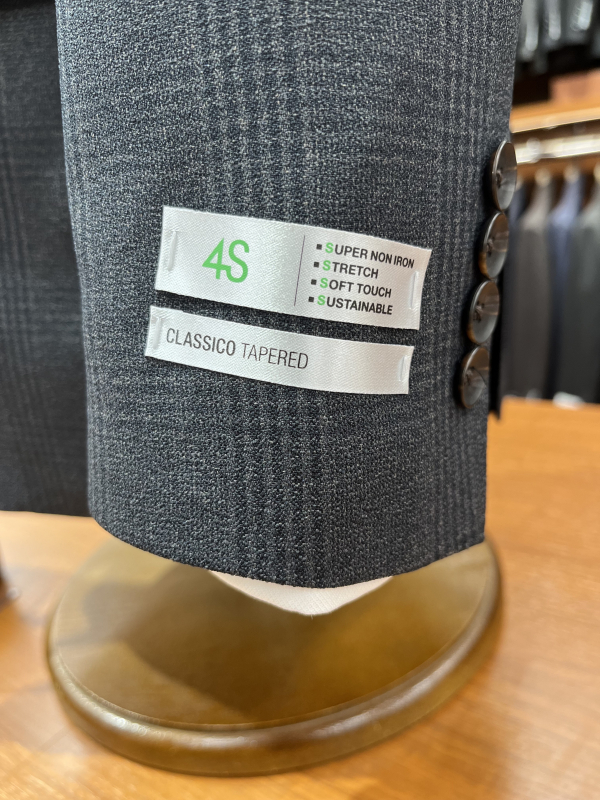 4S
▪ SUPER NON IRON
▪ STRETCH
▪ SOFT TOUCH
▪ SUSTAINABLE
CLASSICO TAPERED